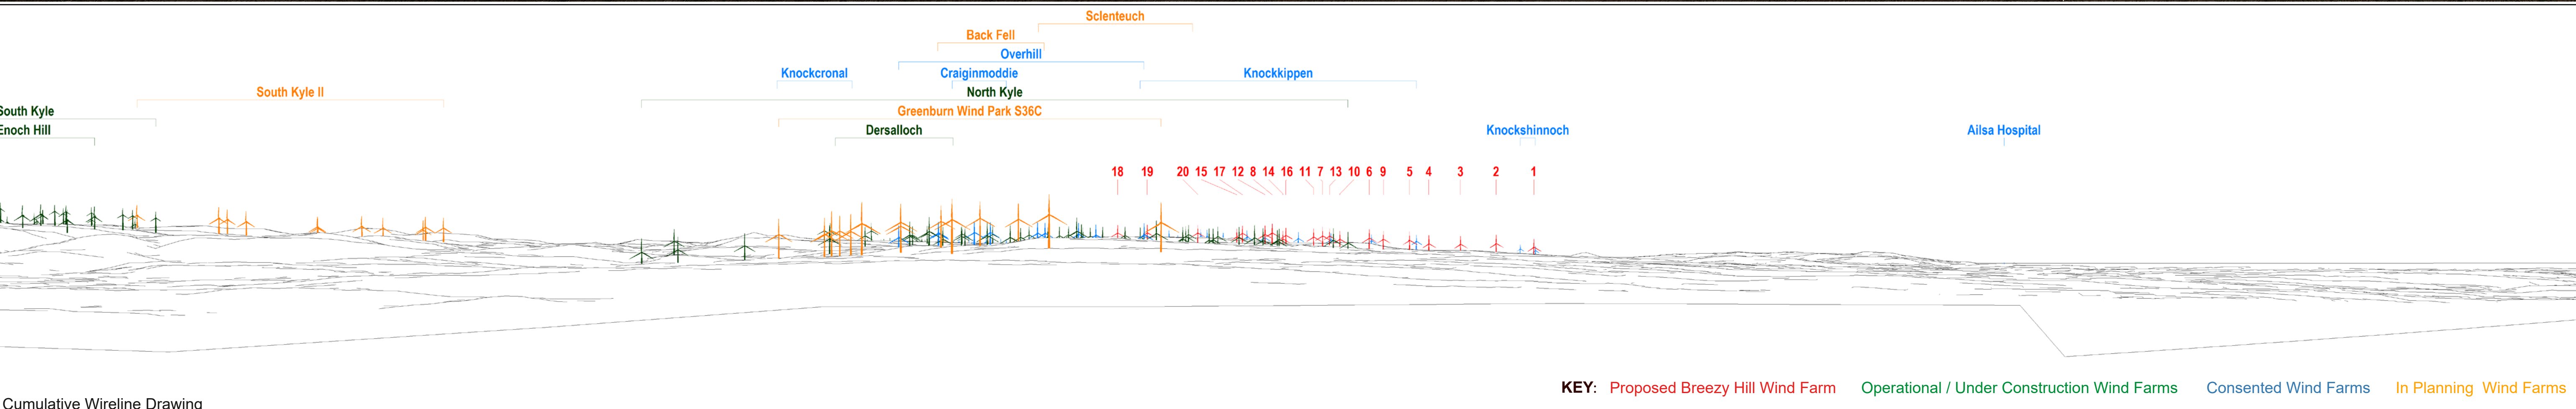 Sclenteuch
Back Fell
Overhill
Knockcronal Craiginmoddie Knockkippen
South Kyle II North Kyle
South Kyle Greenburn Wind Park S36C
Enoch Hill Dersalloch Knockshinnoch Ailsa Hospital
18 19 20 15 17 12 8 14 16 11 7 13 10 6 9 5 4 3 2 1
KEY: Proposed Breezy Hill Wind Farm Operational / Under Construction Wind Farms Consented Wind Farms In Planning Wind Farms
Cumulative Wireline Drawing